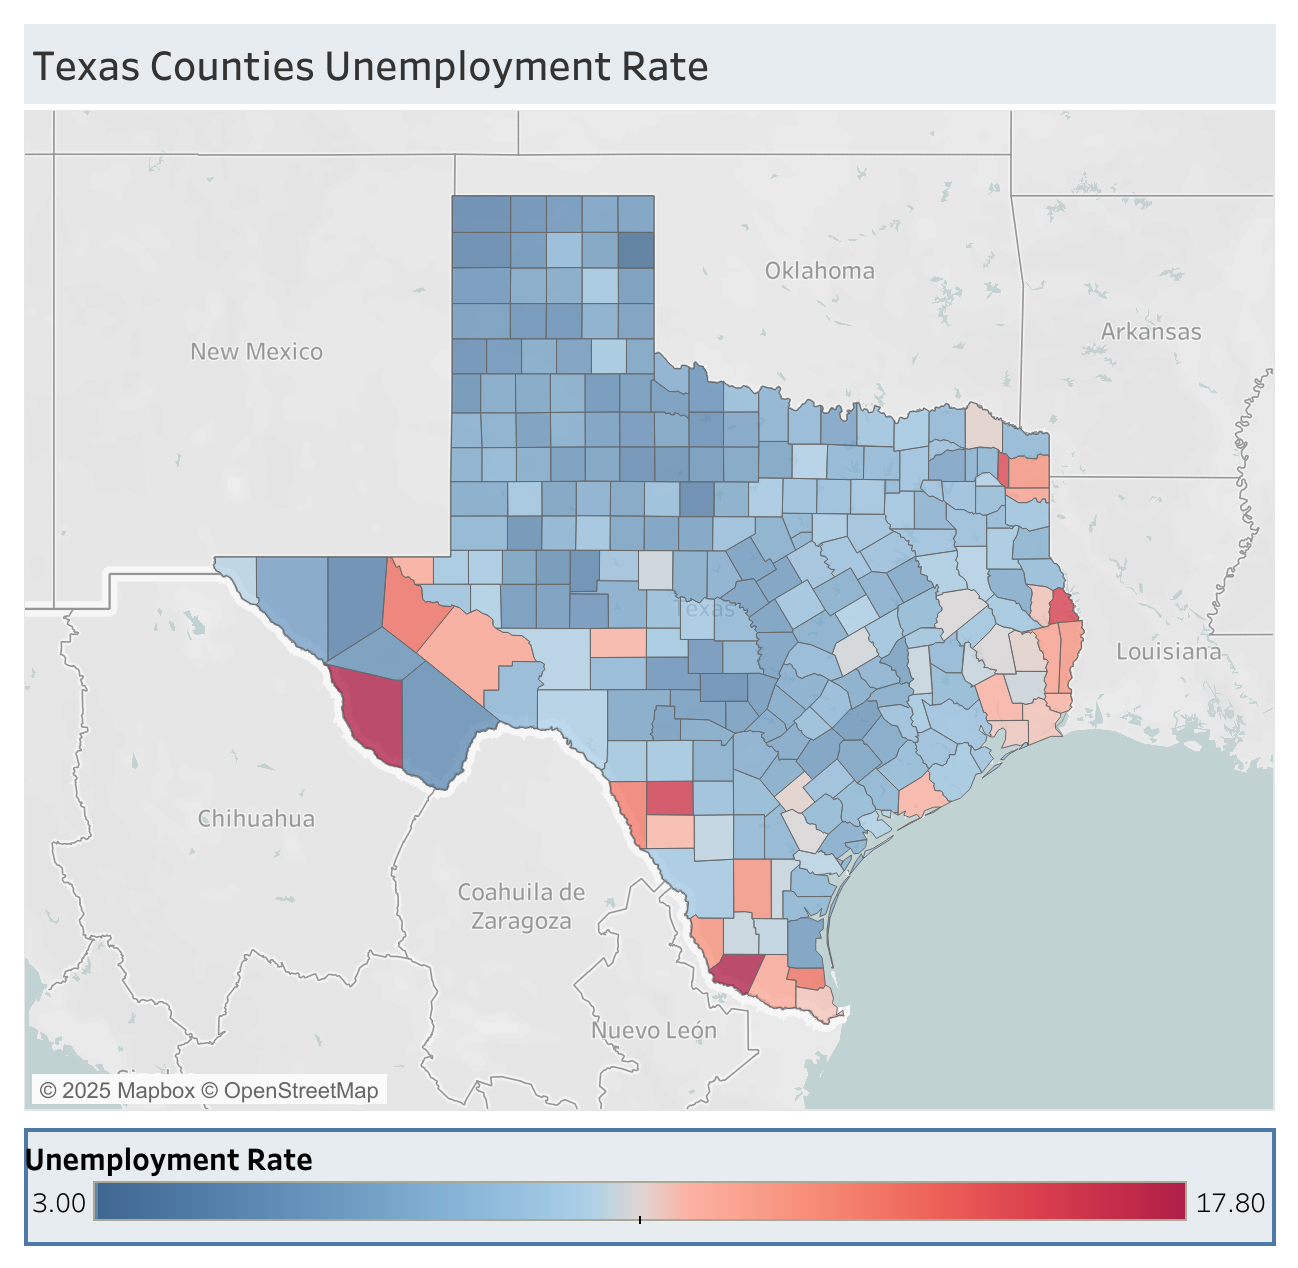 Texas Counties Unemployment Rate
Oklahoma
Arkansas
New Mexico
Texas
Louisiana
Chihuahua
Coahuila de
Zaragoza
Nuevo León
© 2025 Mapbox © OpenStreetMap
Unemployment Rate
3.00
17.80